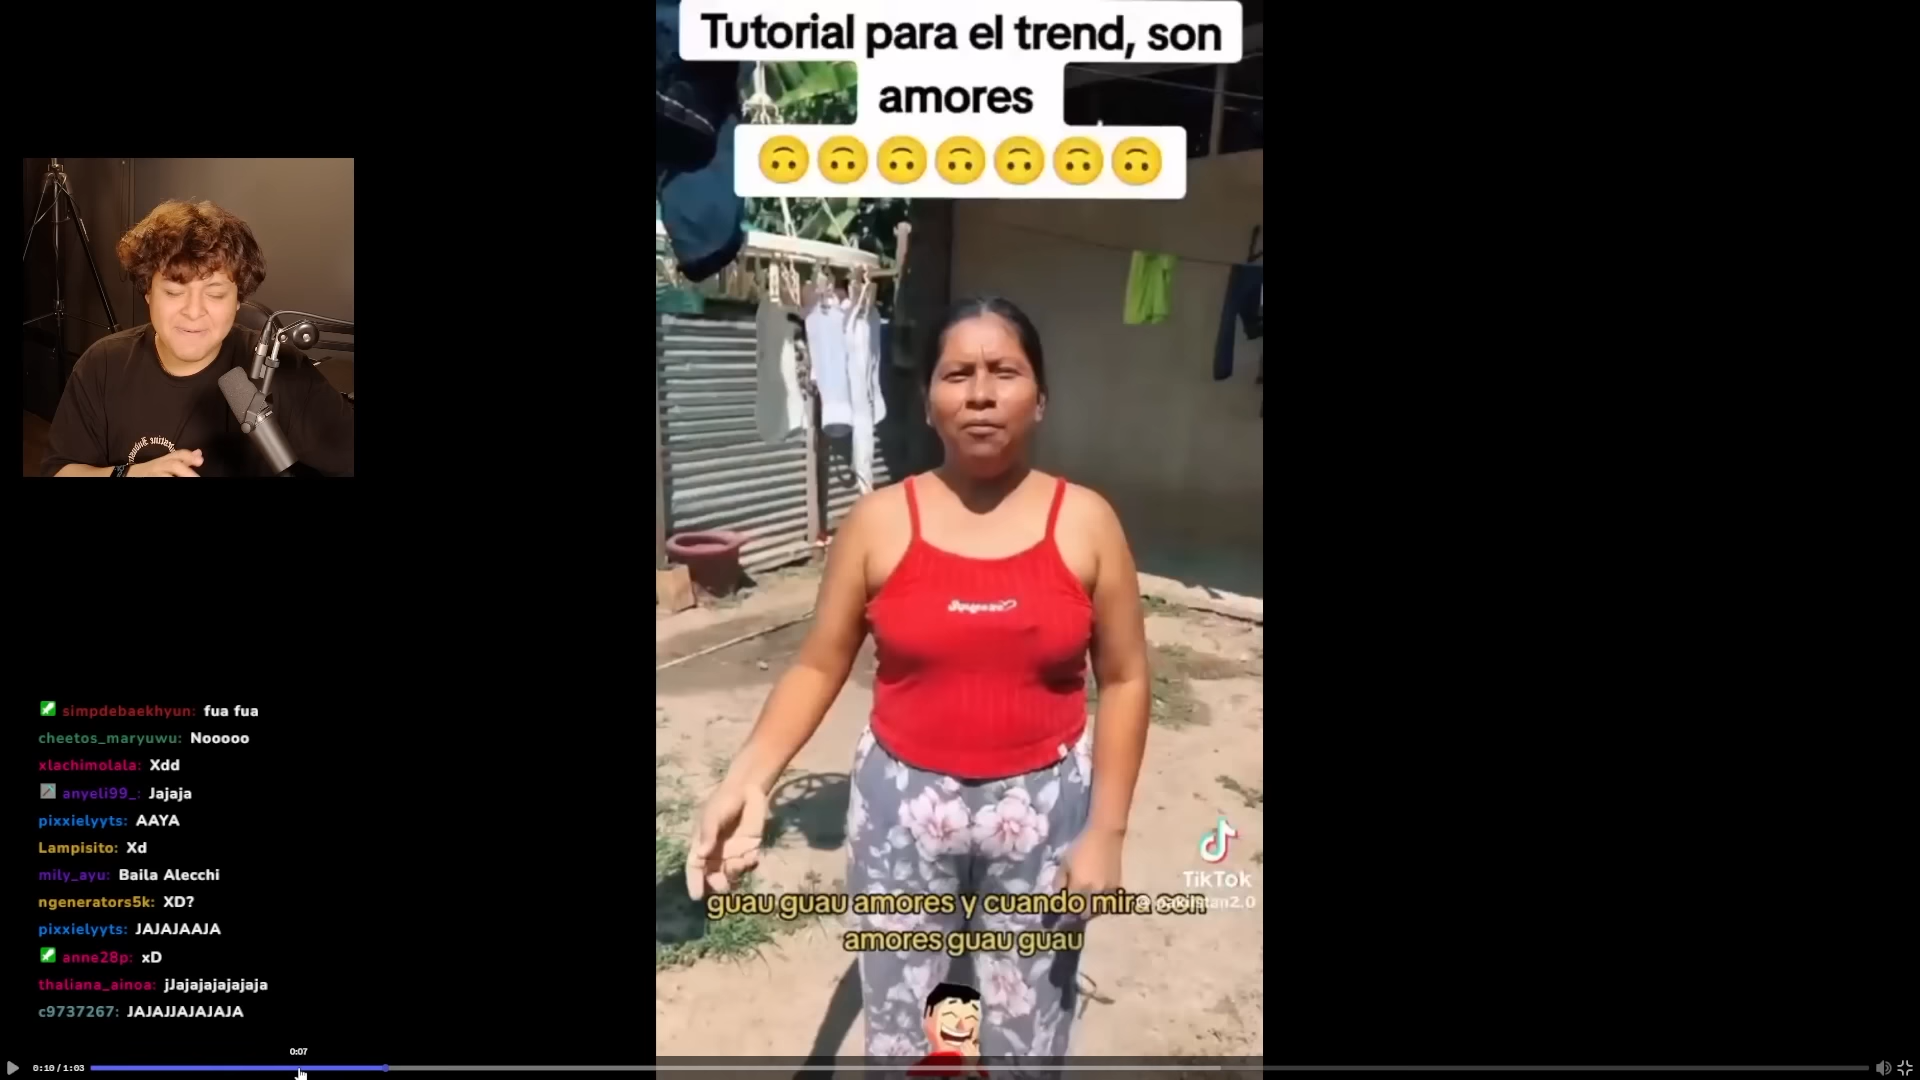 Tutorial para el trend, son
amores
🙃🙃🙃🙃🙃🙃🙃
simpdebaekhyun: fua fua
cheetos_maryuwu: Nooooo
xlachimolala: Xdd
anyeli99_: Jajaja
pixxielyyts: AAYA
Lampisito: Xd
mily_ayu: Baila Alecchi
ngenerators5k: XD?
pixxielyyts: JAJAJAAJA
anne28p: xD
thaliana_ainoa: jJajajajajajaja
c9737267: JAJAJJAJAJAJA
TikTok
guau guau amores y cuando mira son
amores guau guau
0:07
0:10 / 1:03